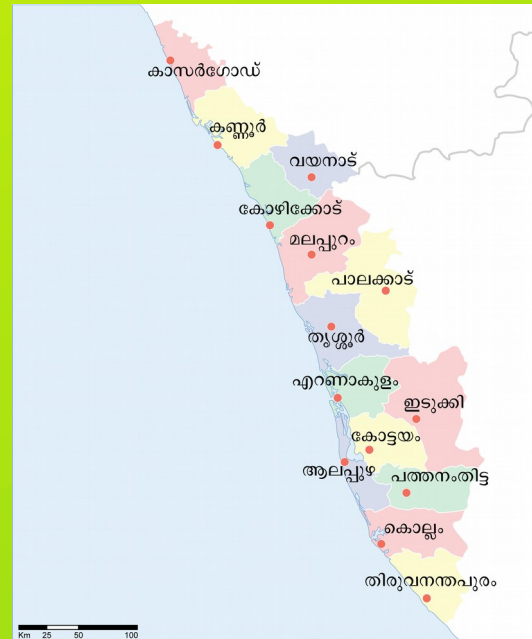 കാസർഗോഡ്
കണ്ണൂർ
വയനാട്
കോഴിക്കോട്
മലപ്പുറം
പാലക്കാട്
തൃശ്ശൂർ
എറണാകുളം
ഇടുക്കി
കോട്ടയം
ആലപ്പുഴ
പത്തനംതിട്ട
കൊല്ലം
തിരുവനന്തപുരം
Km 25 50 100